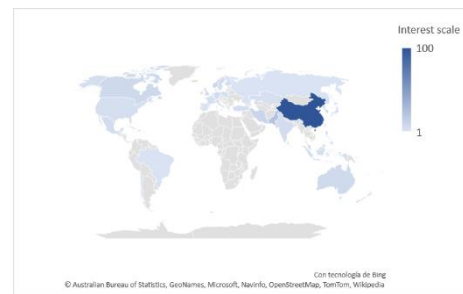 Interest scale
100
1
Con tecnología de Bing
© Australian Bureau of Statistics, GeoNames, Microsoft, Navinfo, OpenStreetMap, TomTom, Wikipedia